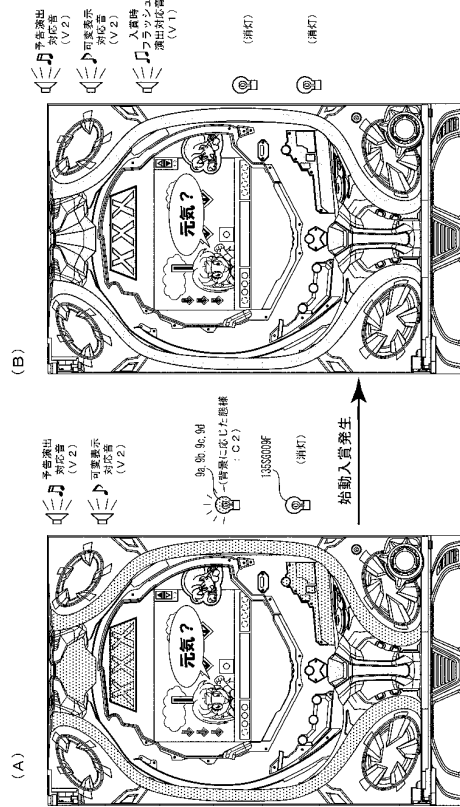 (A)
予告演出
対応音
(V2)
可変表示
対応音
(V2)
9a, 9b, 9c, 9d
(背景に応じた態様
:C2)
135SG009F
(消灯)
XXX
元気?
始動入賞発生
(B)
予告演出
対応音
(V2)
可変表示
対応音
(V2)
入賞時
フラッシュ
演出対応音
(V1)
(消灯)
(消灯)
XXX
元気?